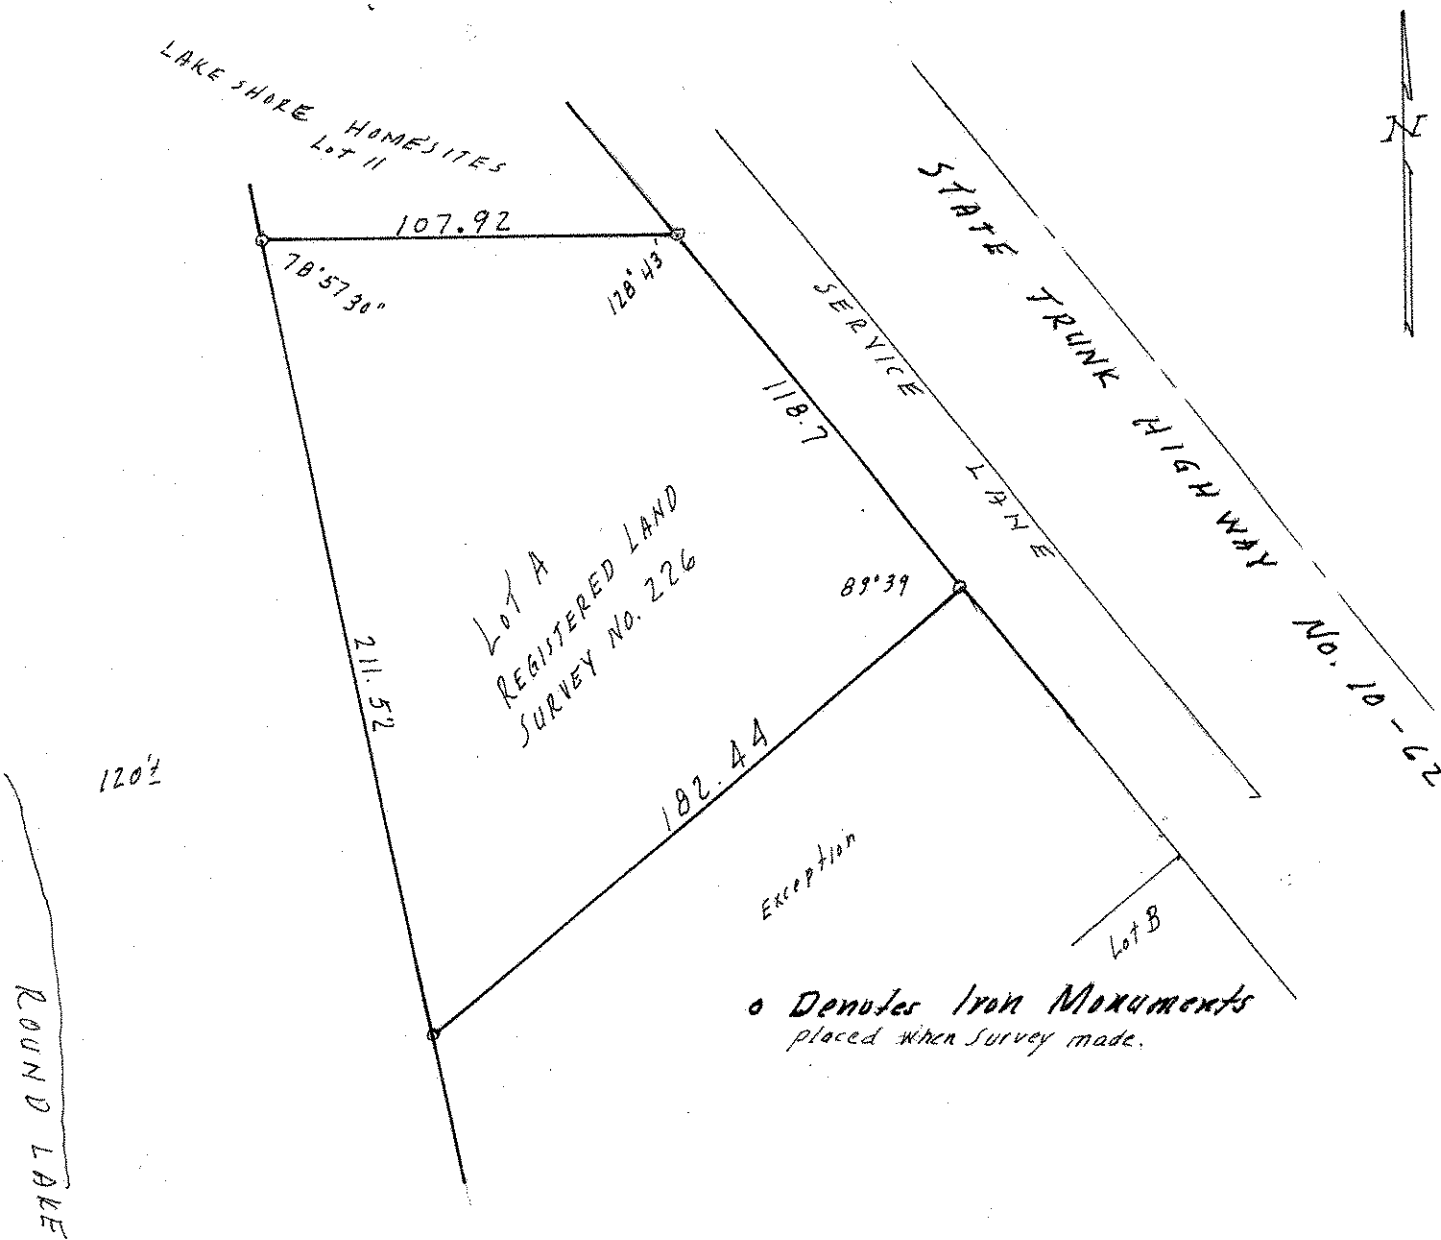 LAKE SHORE HOMESITES
LOT 11
N
107.92
78°57'30"
128°43'
STATE TRUNK HIGHWAY No. 10-62
SERVICE LANE
118.7
LOT A
REGISTERED LAND
SURVEY NO. 226
89°39
211.52
182.44
120'±
Exception
Lot B
o Denotes Iron Monuments
placed when Survey made.
ROUND LAKE